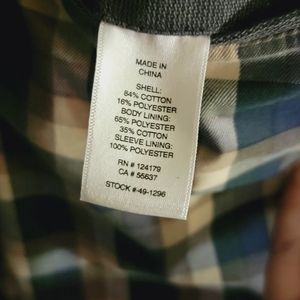 MADE IN
CHINA
SHELL:
84% COTTON
16% POLYESTER
BODY LINING:
65% POLYESTER
35% COTTON
SLEEVE LINING:
100% POLYESTER
RN # 124179
CA # 56637
STOCK # 49-1296